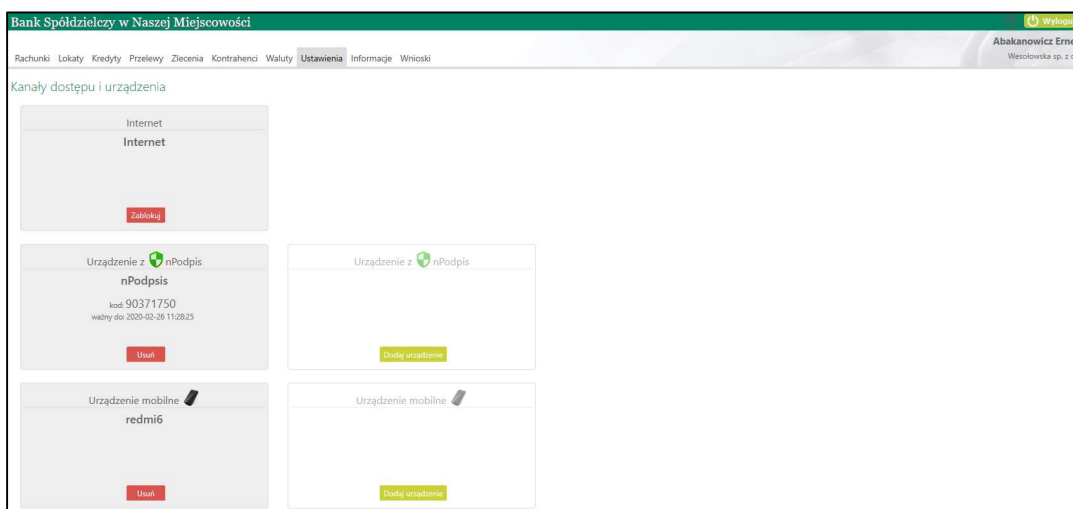 Bank Spółdzielczy w Naszej Miejscowości
Wylogu
Abakanowicz Erne
Wesołowska sp. z o
Rachunki Lokaty Kredyty Przelewy Zlecenia Kontrahenci Waluty Ustawienia Informacje Wnioski
Kanały dostępu i urządzenia
Internet
Internet
Zablokuj
Urządzenie z nPodpis
nPodpsis
kod: 90371750
ważny do: 2020-02-26 11:28:25
Usuń
Urządzenie z nPodpis
Dodaj urządzenie
Urządzenie mobilne
redmi6
Usuń
Urządzenie mobilne
Dodaj urządzenie